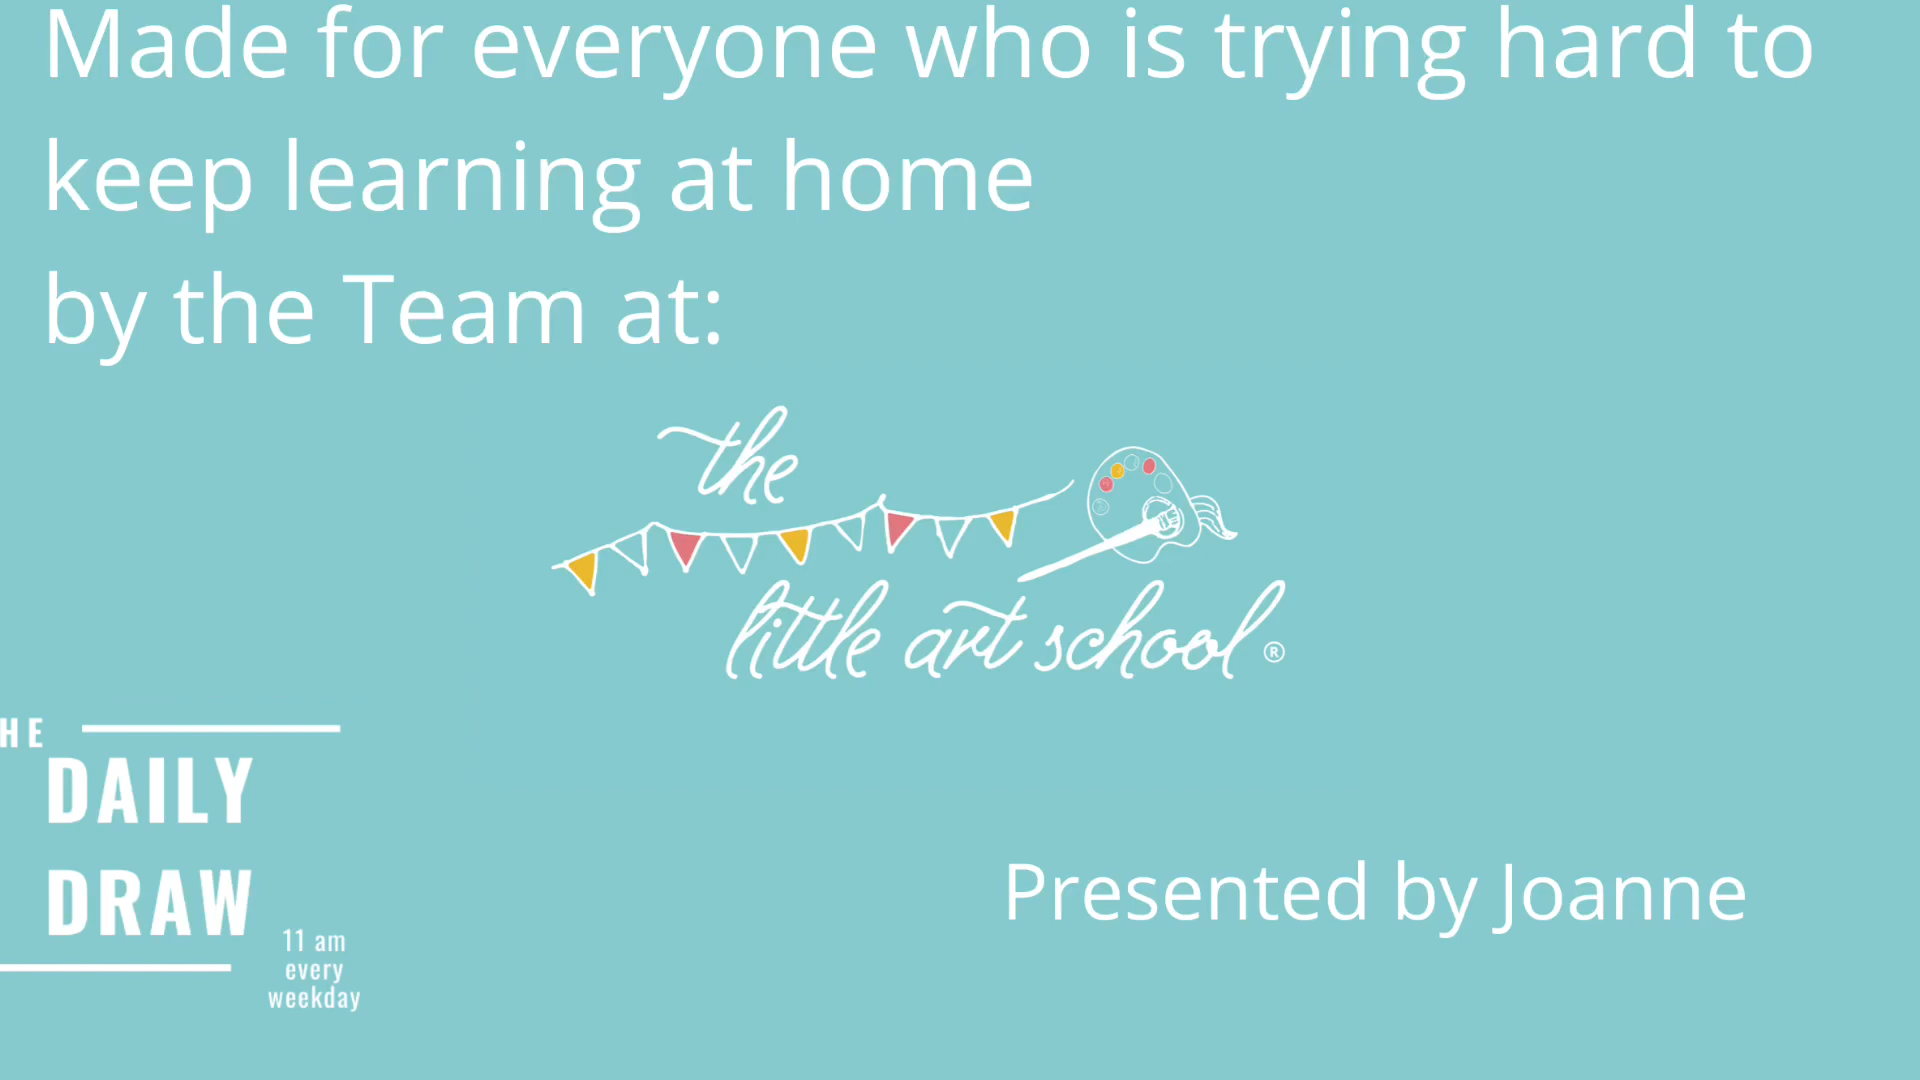 Made for everyone who is trying hard to
keep learning at home
by the Team at:
the
little art school ®
HE
DAILY
DRAW
11 am
every
weekday
Presented by Joanne